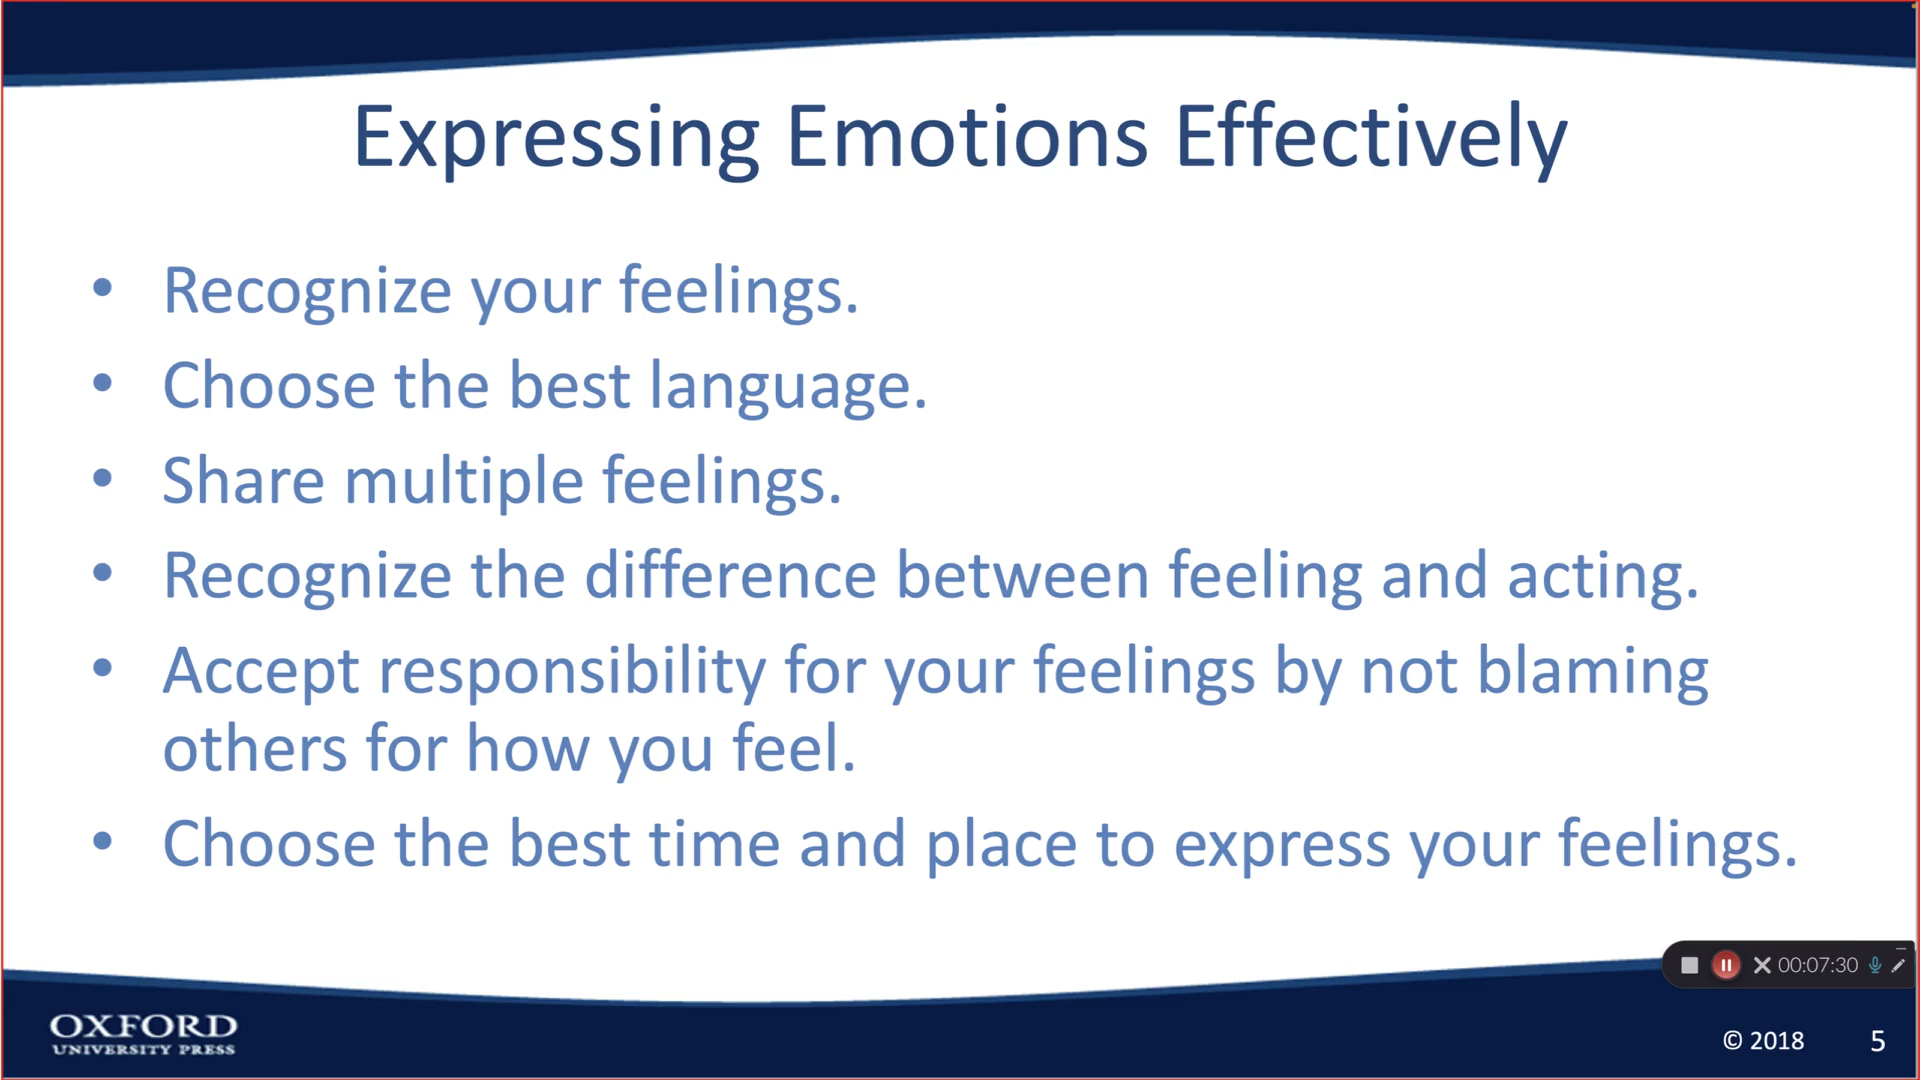 Expressing Emotions Effectively
• Recognize your feelings.
• Choose the best language.
• Share multiple feelings.
• Recognize the difference between feeling and acting.
• Accept responsibility for your feelings by not blaming
others for how you feel.
• Choose the best time and place to express your feelings.
00:07:30
OXFORD
UNIVERSITY PRESS
© 2018 5